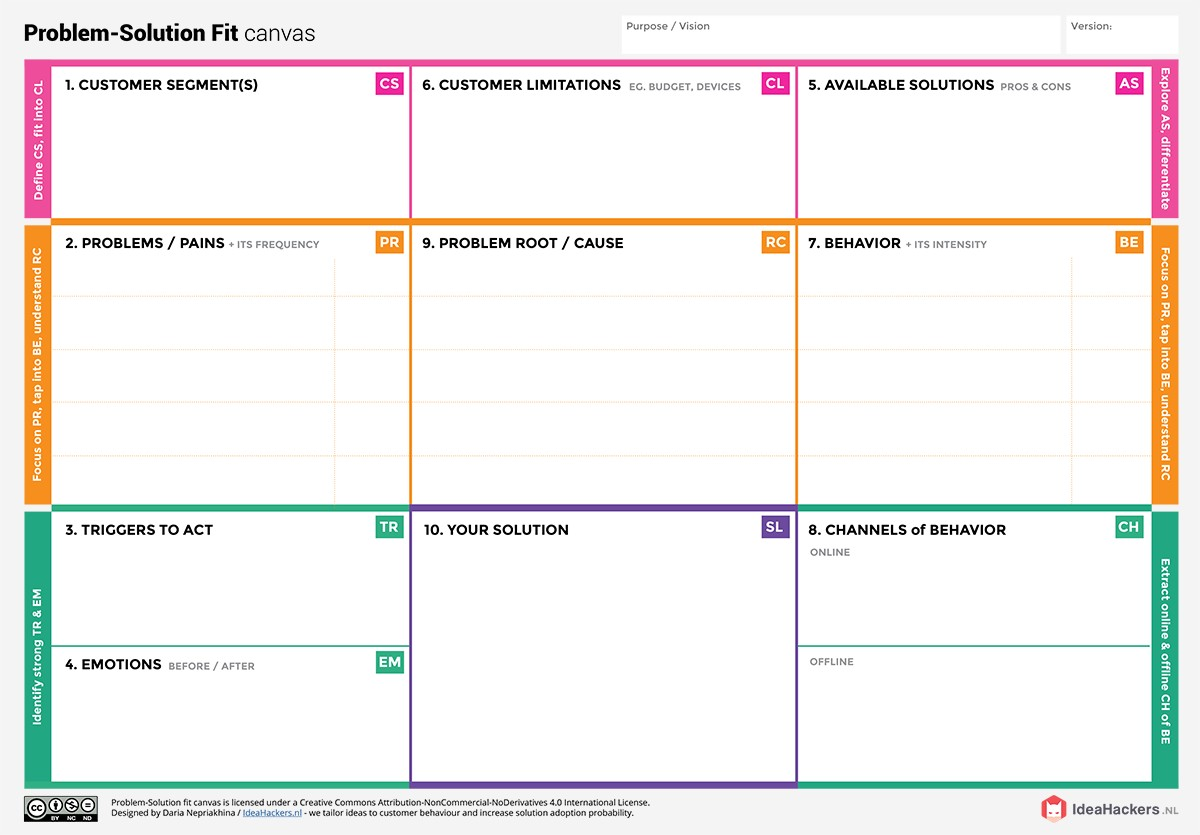 Problem-Solution Fit canvas
Purpose / Vision
Version:
Define CS, fit into CL
1. CUSTOMER SEGMENT(S)
CS
6. CUSTOMER LIMITATIONS EG. BUDGET, DEVICES
CL
5. AVAILABLE SOLUTIONS PROS & CONS
AS
Explore AS, differentiate
Focus on PR, tap into BE, understand RC
2. PROBLEMS / PAINS + ITS FREQUENCY
PR
9. PROBLEM ROOT / CAUSE
RC
7. BEHAVIOR + ITS INTENSITY
BE
Focus on PR, tap into BE, understand RC
Identify strong TR & EM
3. TRIGGERS TO ACT
TR
10. YOUR SOLUTION
SL
8. CHANNELS of BEHAVIOR
CH
ONLINE
Extract online & offline CH of BE
4. EMOTIONS BEFORE / AFTER
EM
OFFLINE
cc
BY NC ND
Problem-Solution fit canvas is licensed under a Creative Commons Attribution-NonCommercial-NoDerivatives 4.0 International License.
Designed by Daria Nepriakhina / IdeaHackers.nl - we tailor ideas to customer behaviour and increase solution adoption probability.
IdeaHackers.NL